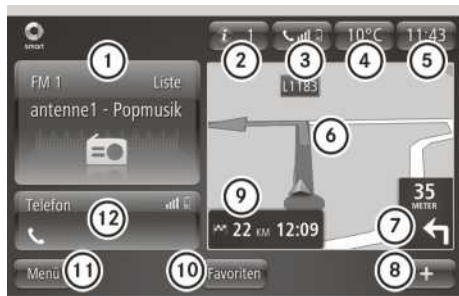 smart
i 1
10°C
11:43
1
2
3
4
5
FM 1 Liste
antenne1 - Popmusik
L1183
6
9
22 KM 12:09
35
METER
7
Telefon
12
Menü 11
10 Favoriten
8 +